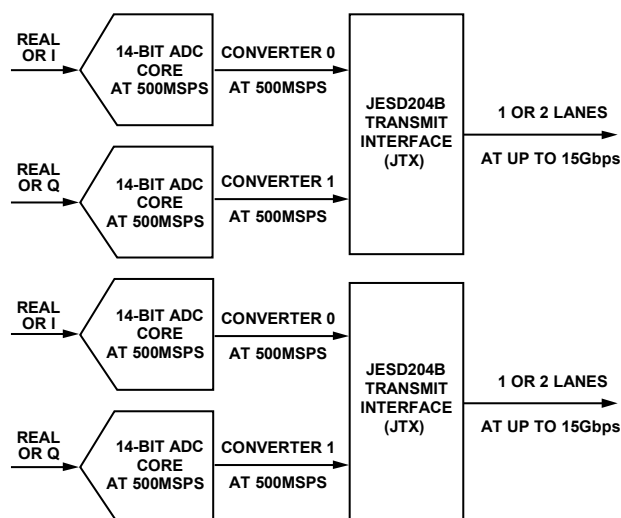 REAL
OR I
14-BIT ADC
CORE
AT 500MSPS
CONVERTER 0
AT 500MSPS
REAL
OR Q
14-BIT ADC
CORE
AT 500MSPS
CONVERTER 1
AT 500MSPS
JESD204B
TRANSMIT
INTERFACE
(JTX)
1 OR 2 LANES
AT UP TO 15Gbps
REAL
OR I
14-BIT ADC
CORE
AT 500MSPS
CONVERTER 0
AT 500MSPS
REAL
OR Q
14-BIT ADC
CORE
AT 500MSPS
CONVERTER 1
AT 500MSPS
JESD204B
TRANSMIT
INTERFACE
(JTX)
1 OR 2 LANES
AT UP TO 15Gbps